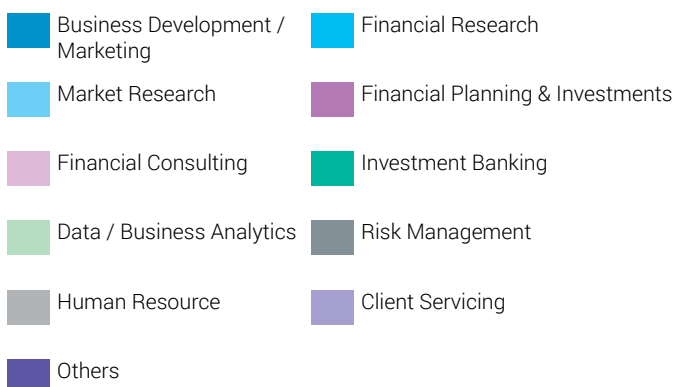 Business Development /
Marketing
Financial Research
Market Research
Financial Planning & Investments
Financial Consulting
Investment Banking
Data / Business Analytics
Risk Management
Human Resource
Client Servicing
Others